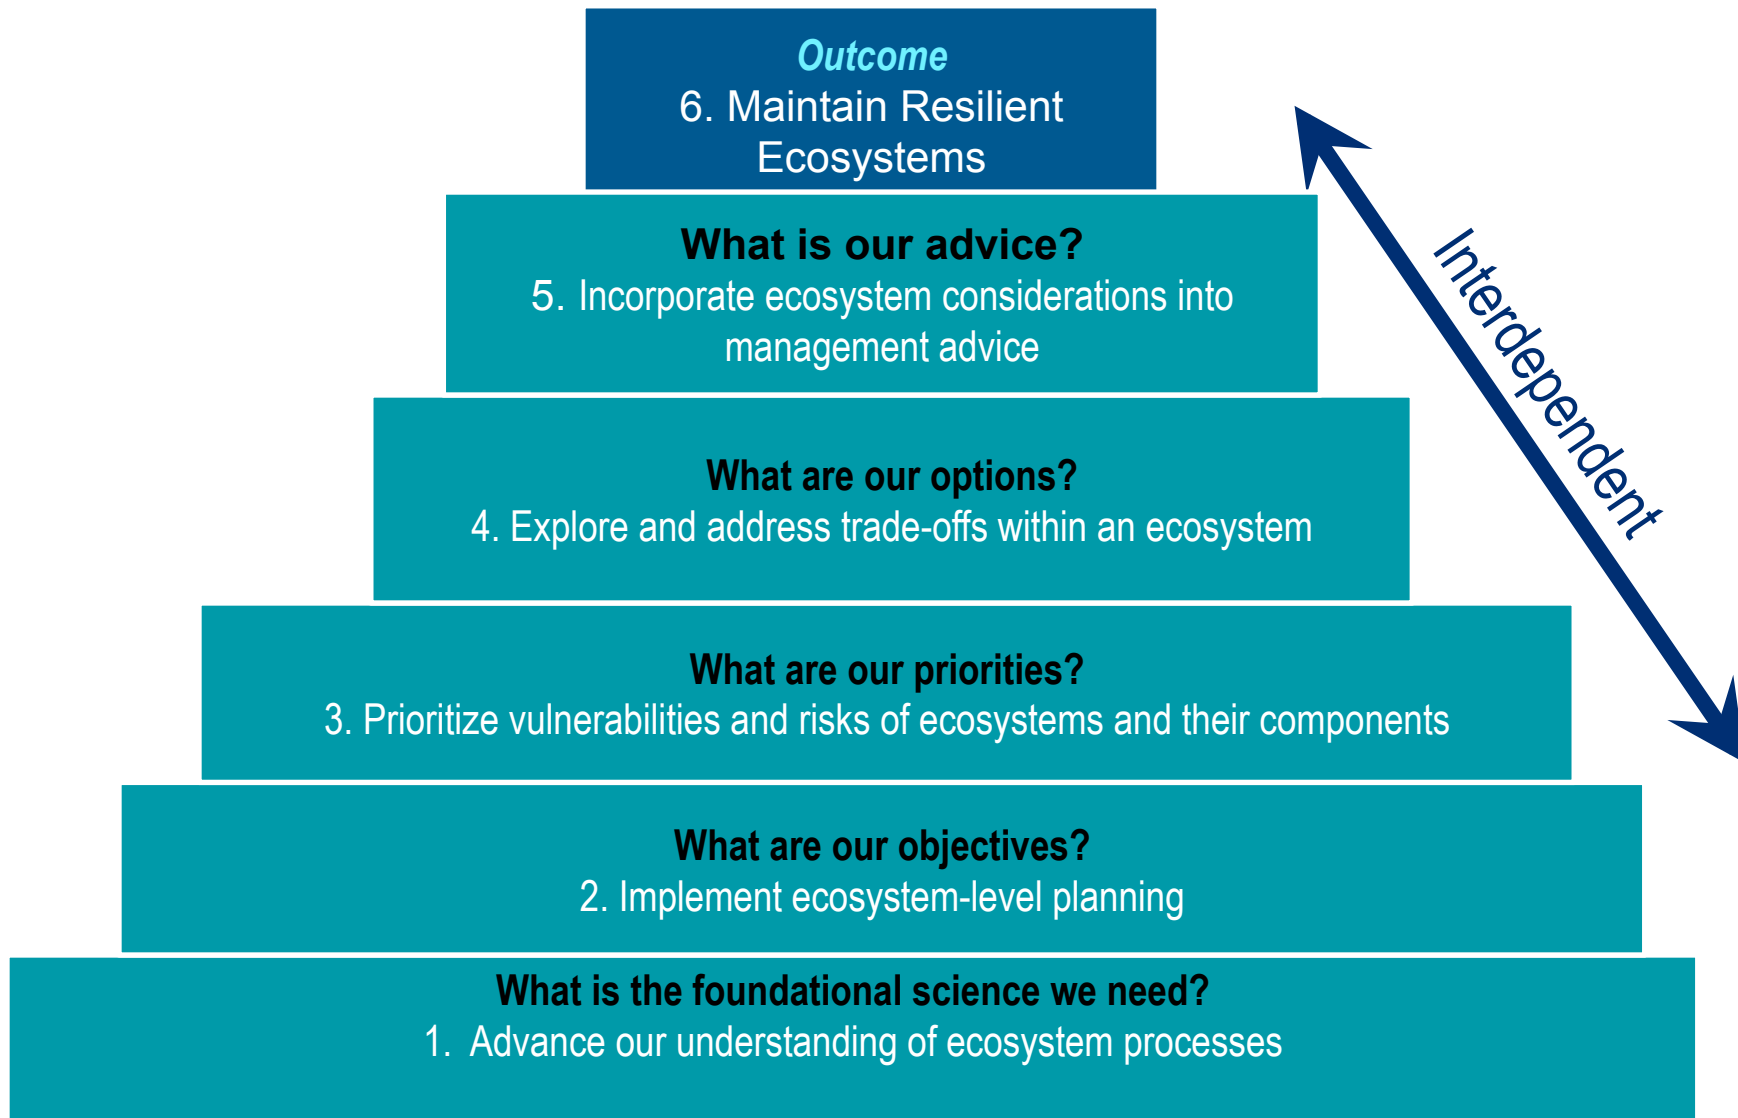 Outcome
6. Maintain Resilient
Ecosystems
What is our advice?
5. Incorporate ecosystem considerations into
management advice
What are our options?
4. Explore and address trade-offs within an ecosystem
What are our priorities?
3. Prioritize vulnerabilities and risks of ecosystems and their components
What are our objectives?
2. Implement ecosystem-level planning
What is the foundational science we need?
1. Advance our understanding of ecosystem processes
Interdependent